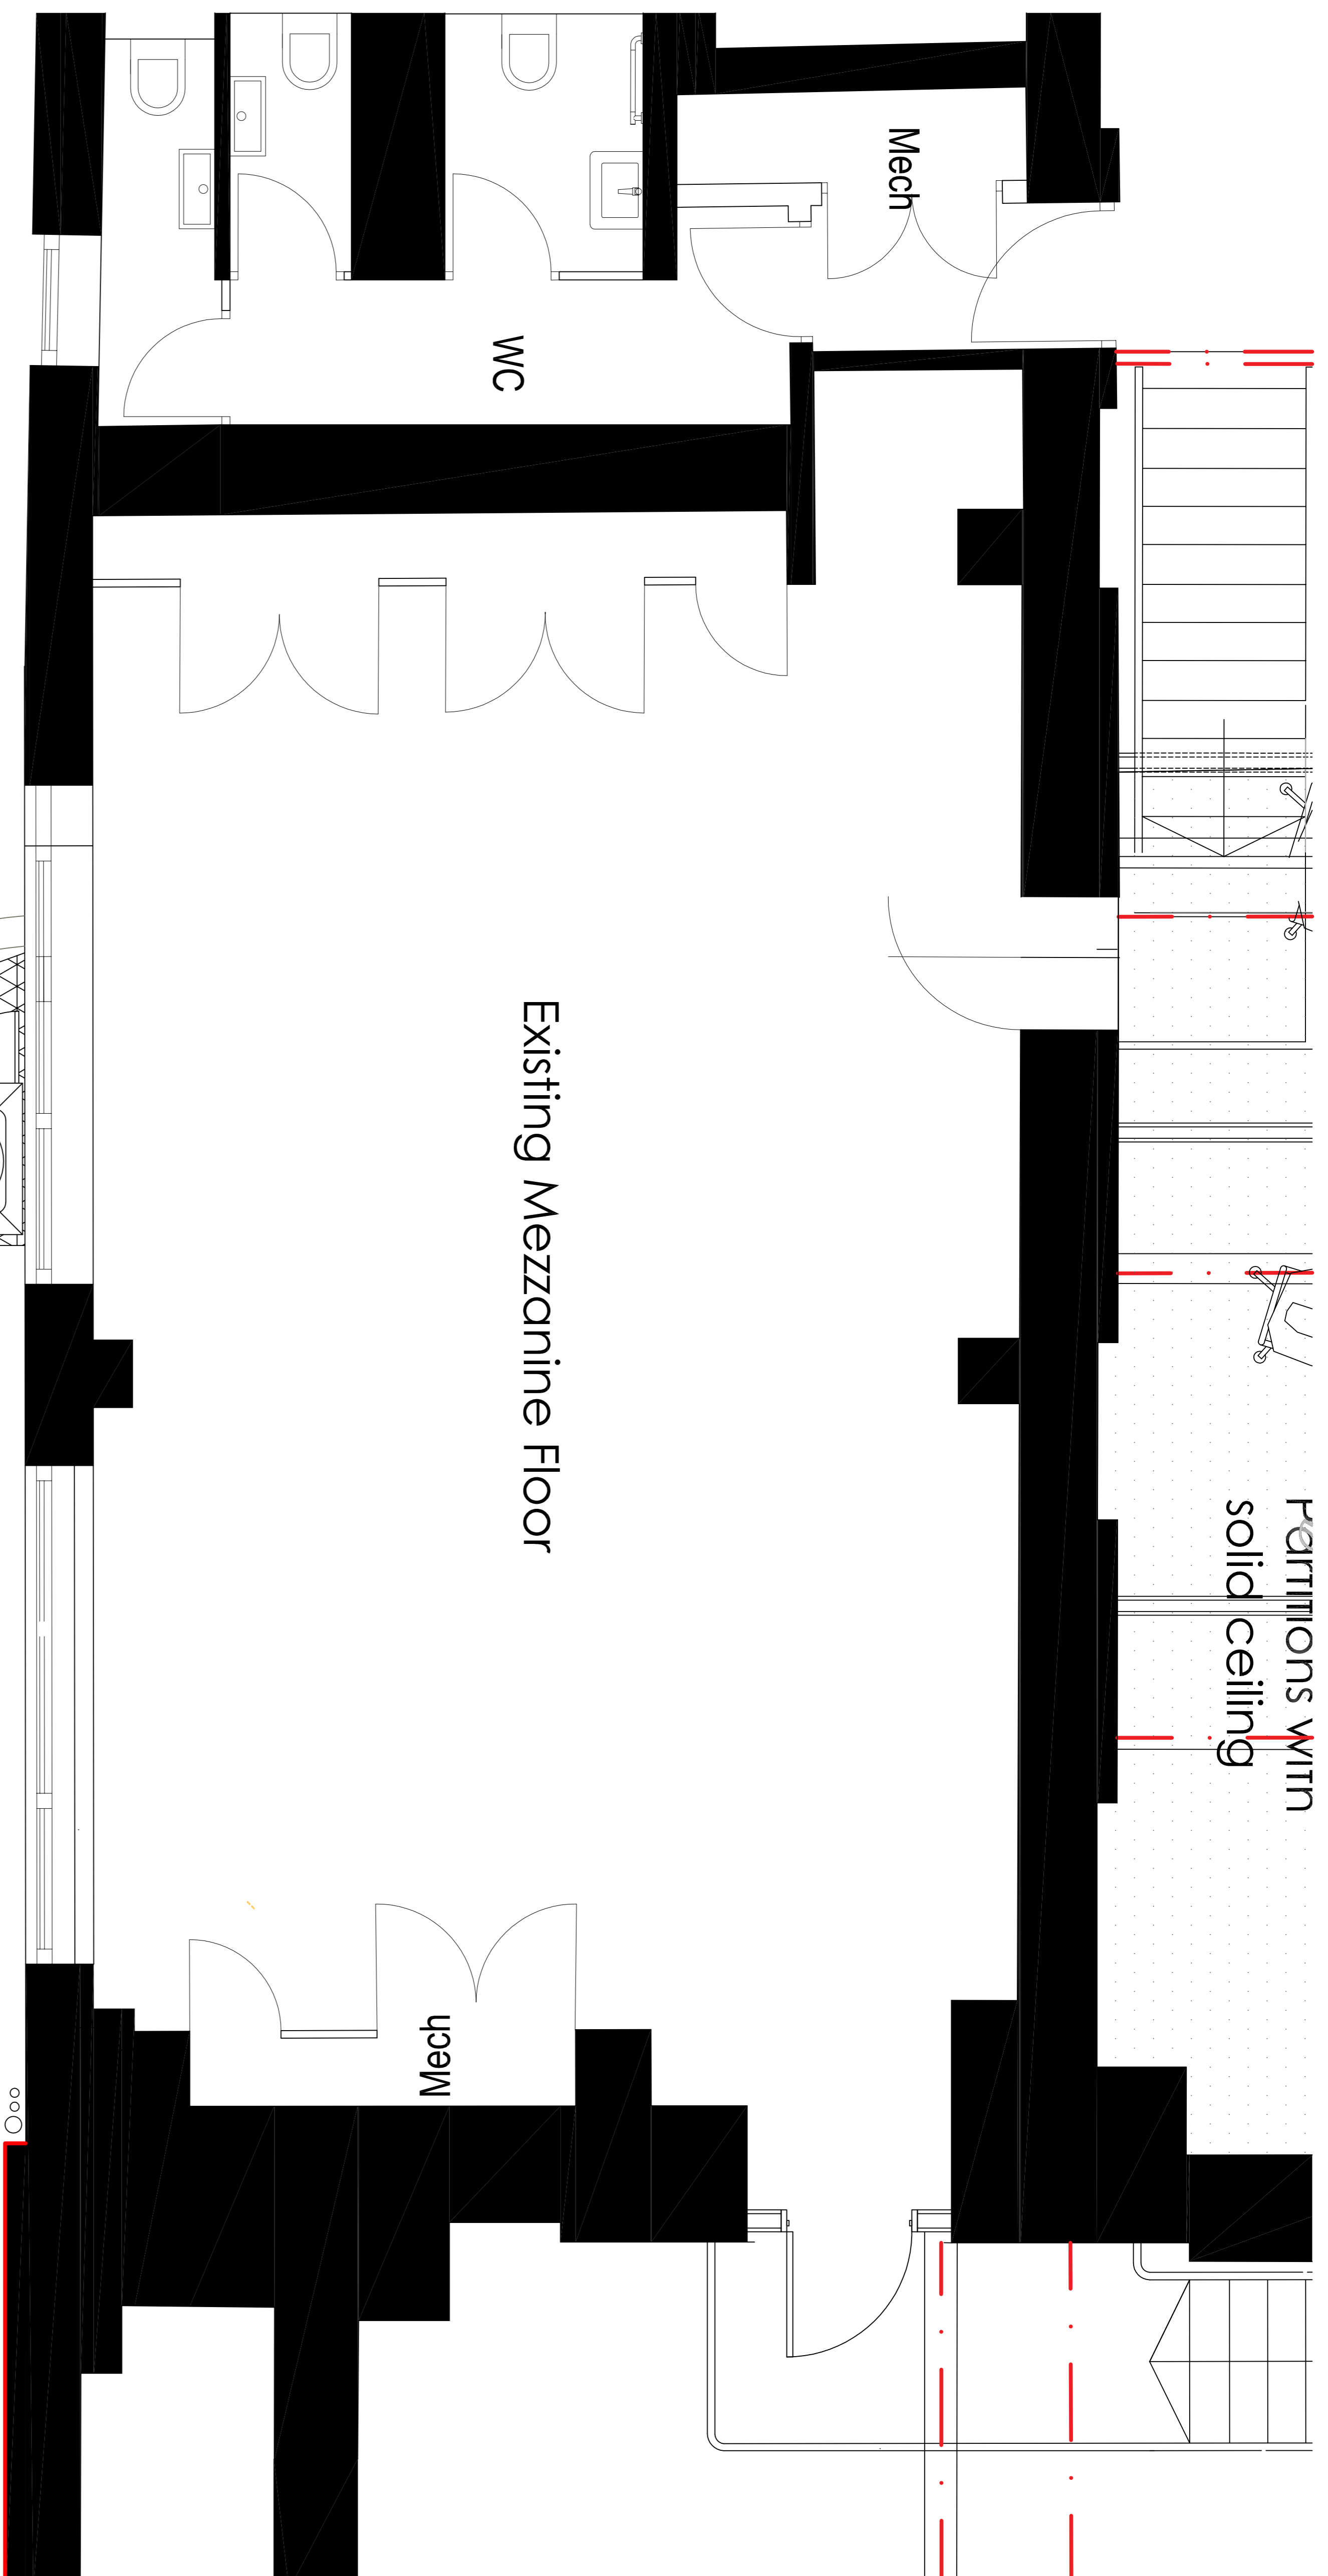 Mech
WC
Existing Mezzanine Floor
Partitions with
solid ceiling
Mech